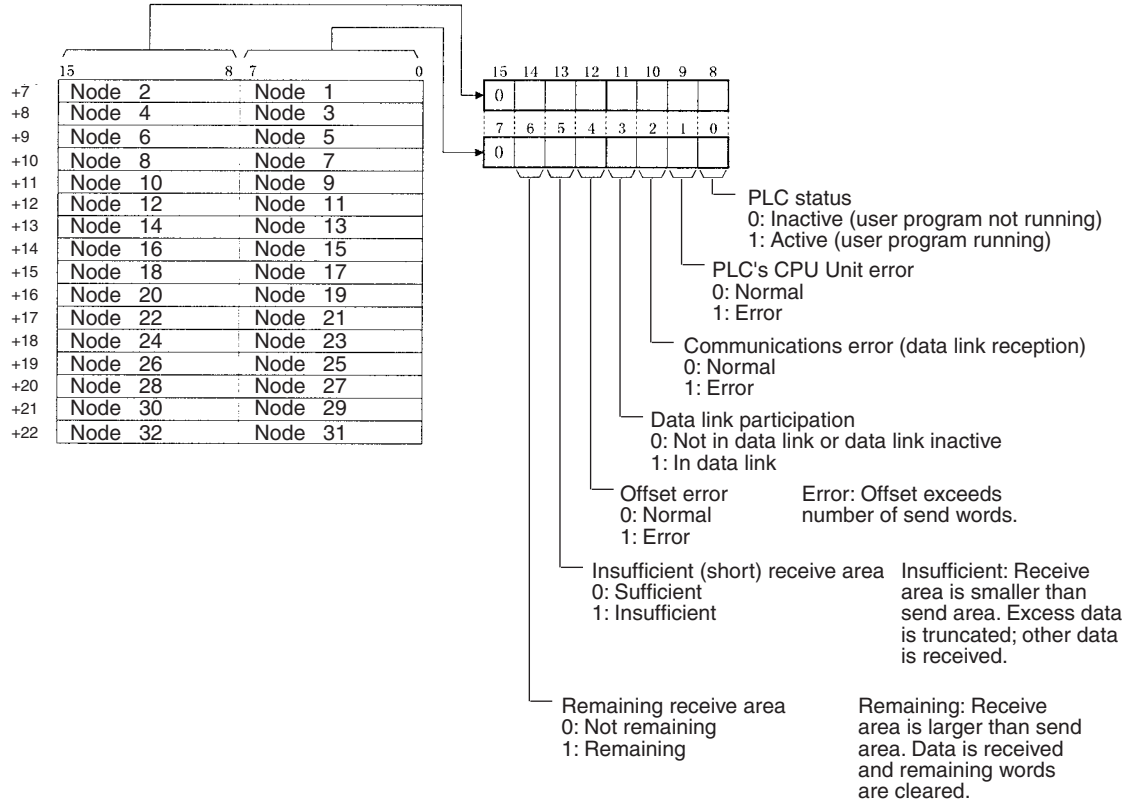 15 8 7 0
+7 Node 2 Node 1
+8 Node 4 Node 3
+9 Node 6 Node 5
+10 Node 8 Node 7
+11 Node 10 Node 9
+12 Node 12 Node 11
+13 Node 14 Node 13
+14 Node 16 Node 15
+15 Node 18 Node 17
+16 Node 20 Node 19
+17 Node 22 Node 21
+18 Node 24 Node 23
+19 Node 26 Node 25
+20 Node 28 Node 27
+21 Node 30 Node 29
+22 Node 32 Node 31
15 14 13 12 11 10 9 8
0
7 6 5 4 3 2 1 0
0
PLC status
0: Inactive (user program not running)
1: Active (user program running)
PLC's CPU Unit error
0: Normal
1: Error
Communications error (data link reception)
0: Normal
1: Error
Data link participation
0: Not in data link or data link inactive
1: In data link
Offset error
0: Normal
1: Error
Error: Offset exceeds
number of send words.
Insufficient (short) receive area
0: Sufficient
1: Insufficient
Insufficient: Receive
area is smaller than
send area. Excess data
is truncated; other data
is received.
Remaining receive area
0: Not remaining
1: Remaining
Remaining: Receive
area is larger than send
area. Data is received
and remaining words
are cleared.